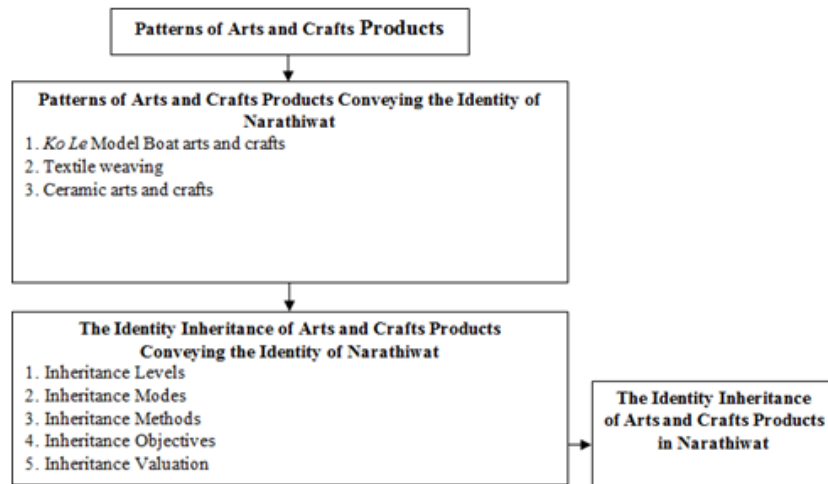 Patterns of Arts and Crafts Products
Patterns of Arts and Crafts Products Conveying the Identity of
Narathiwat
1. Ko Le Model Boat arts and crafts
2. Textile weaving
3. Ceramic arts and crafts
The Identity Inheritance of Arts and Crafts Products
Conveying the Identity of Narathiwat
1. Inheritance Levels
2. Inheritance Modes
3. Inheritance Methods
4. Inheritance Objectives
5. Inheritance Valuation
The Identity Inheritance
of Arts and Crafts Products
in Narathiwat